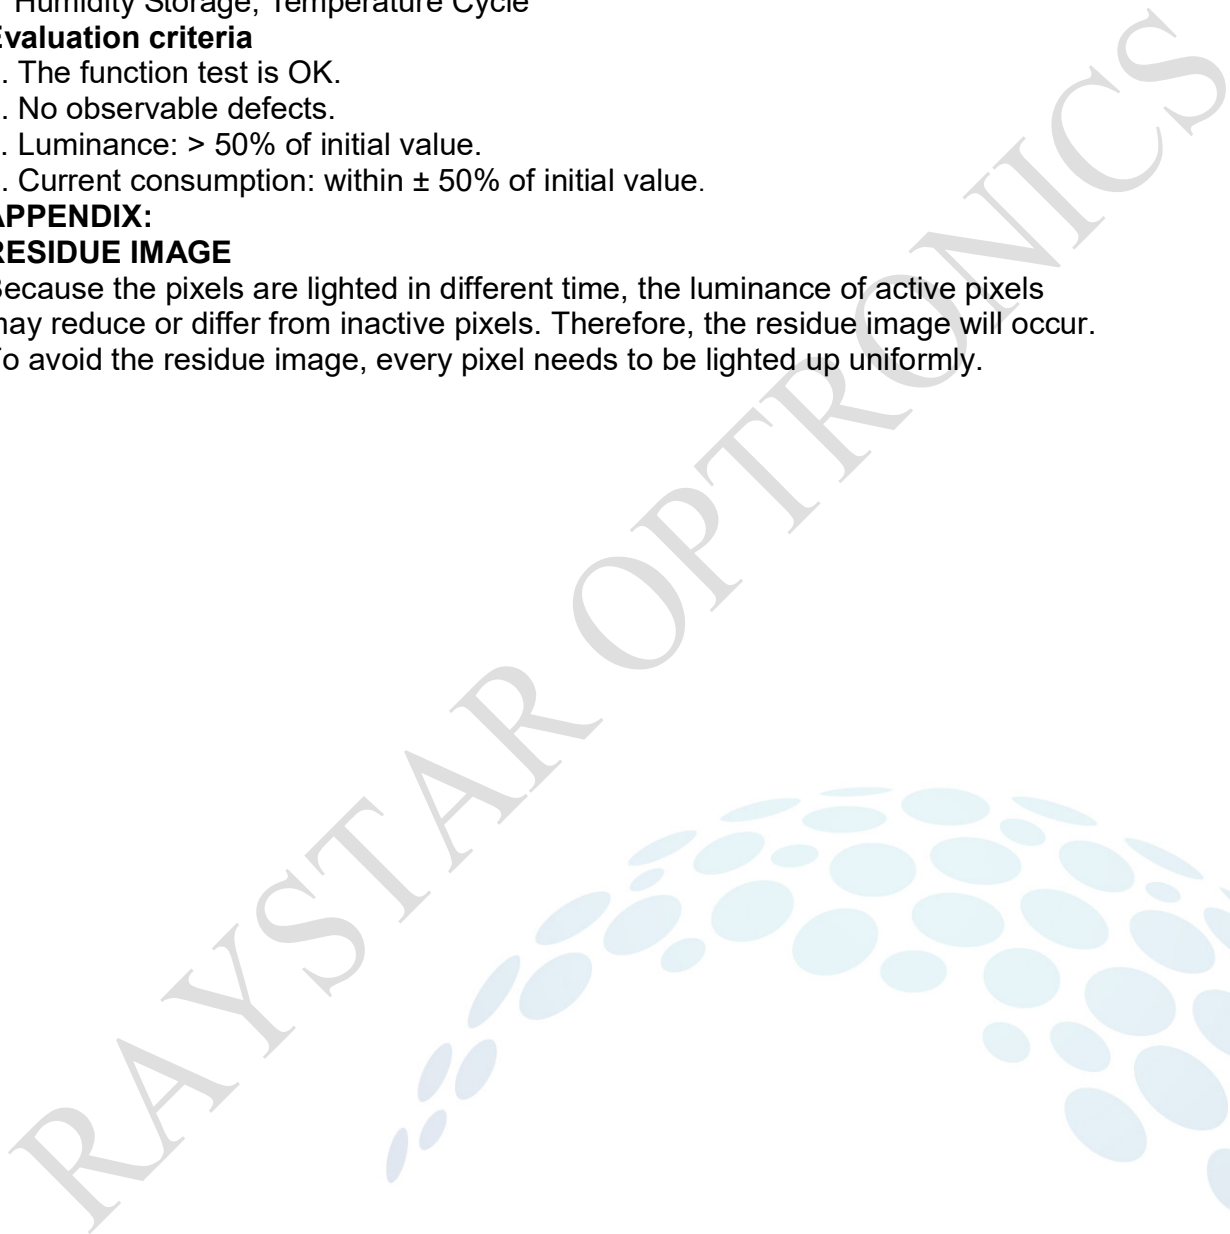 Humidity Storage, Temperature Cycle
Evaluation criteria
. The function test is OK.
. No observable defects.
. Luminance: > 50% of initial value.
. Current consumption: within ± 50% of initial value.
APPENDIX:
RESIDUE IMAGE
Because the pixels are lighted in different time, the luminance of active pixels
may reduce or differ from inactive pixels. Therefore, the residue image will occur.
To avoid the residue image, every pixel needs to be lighted up uniformly.
RAYSTAR OPTRONICS